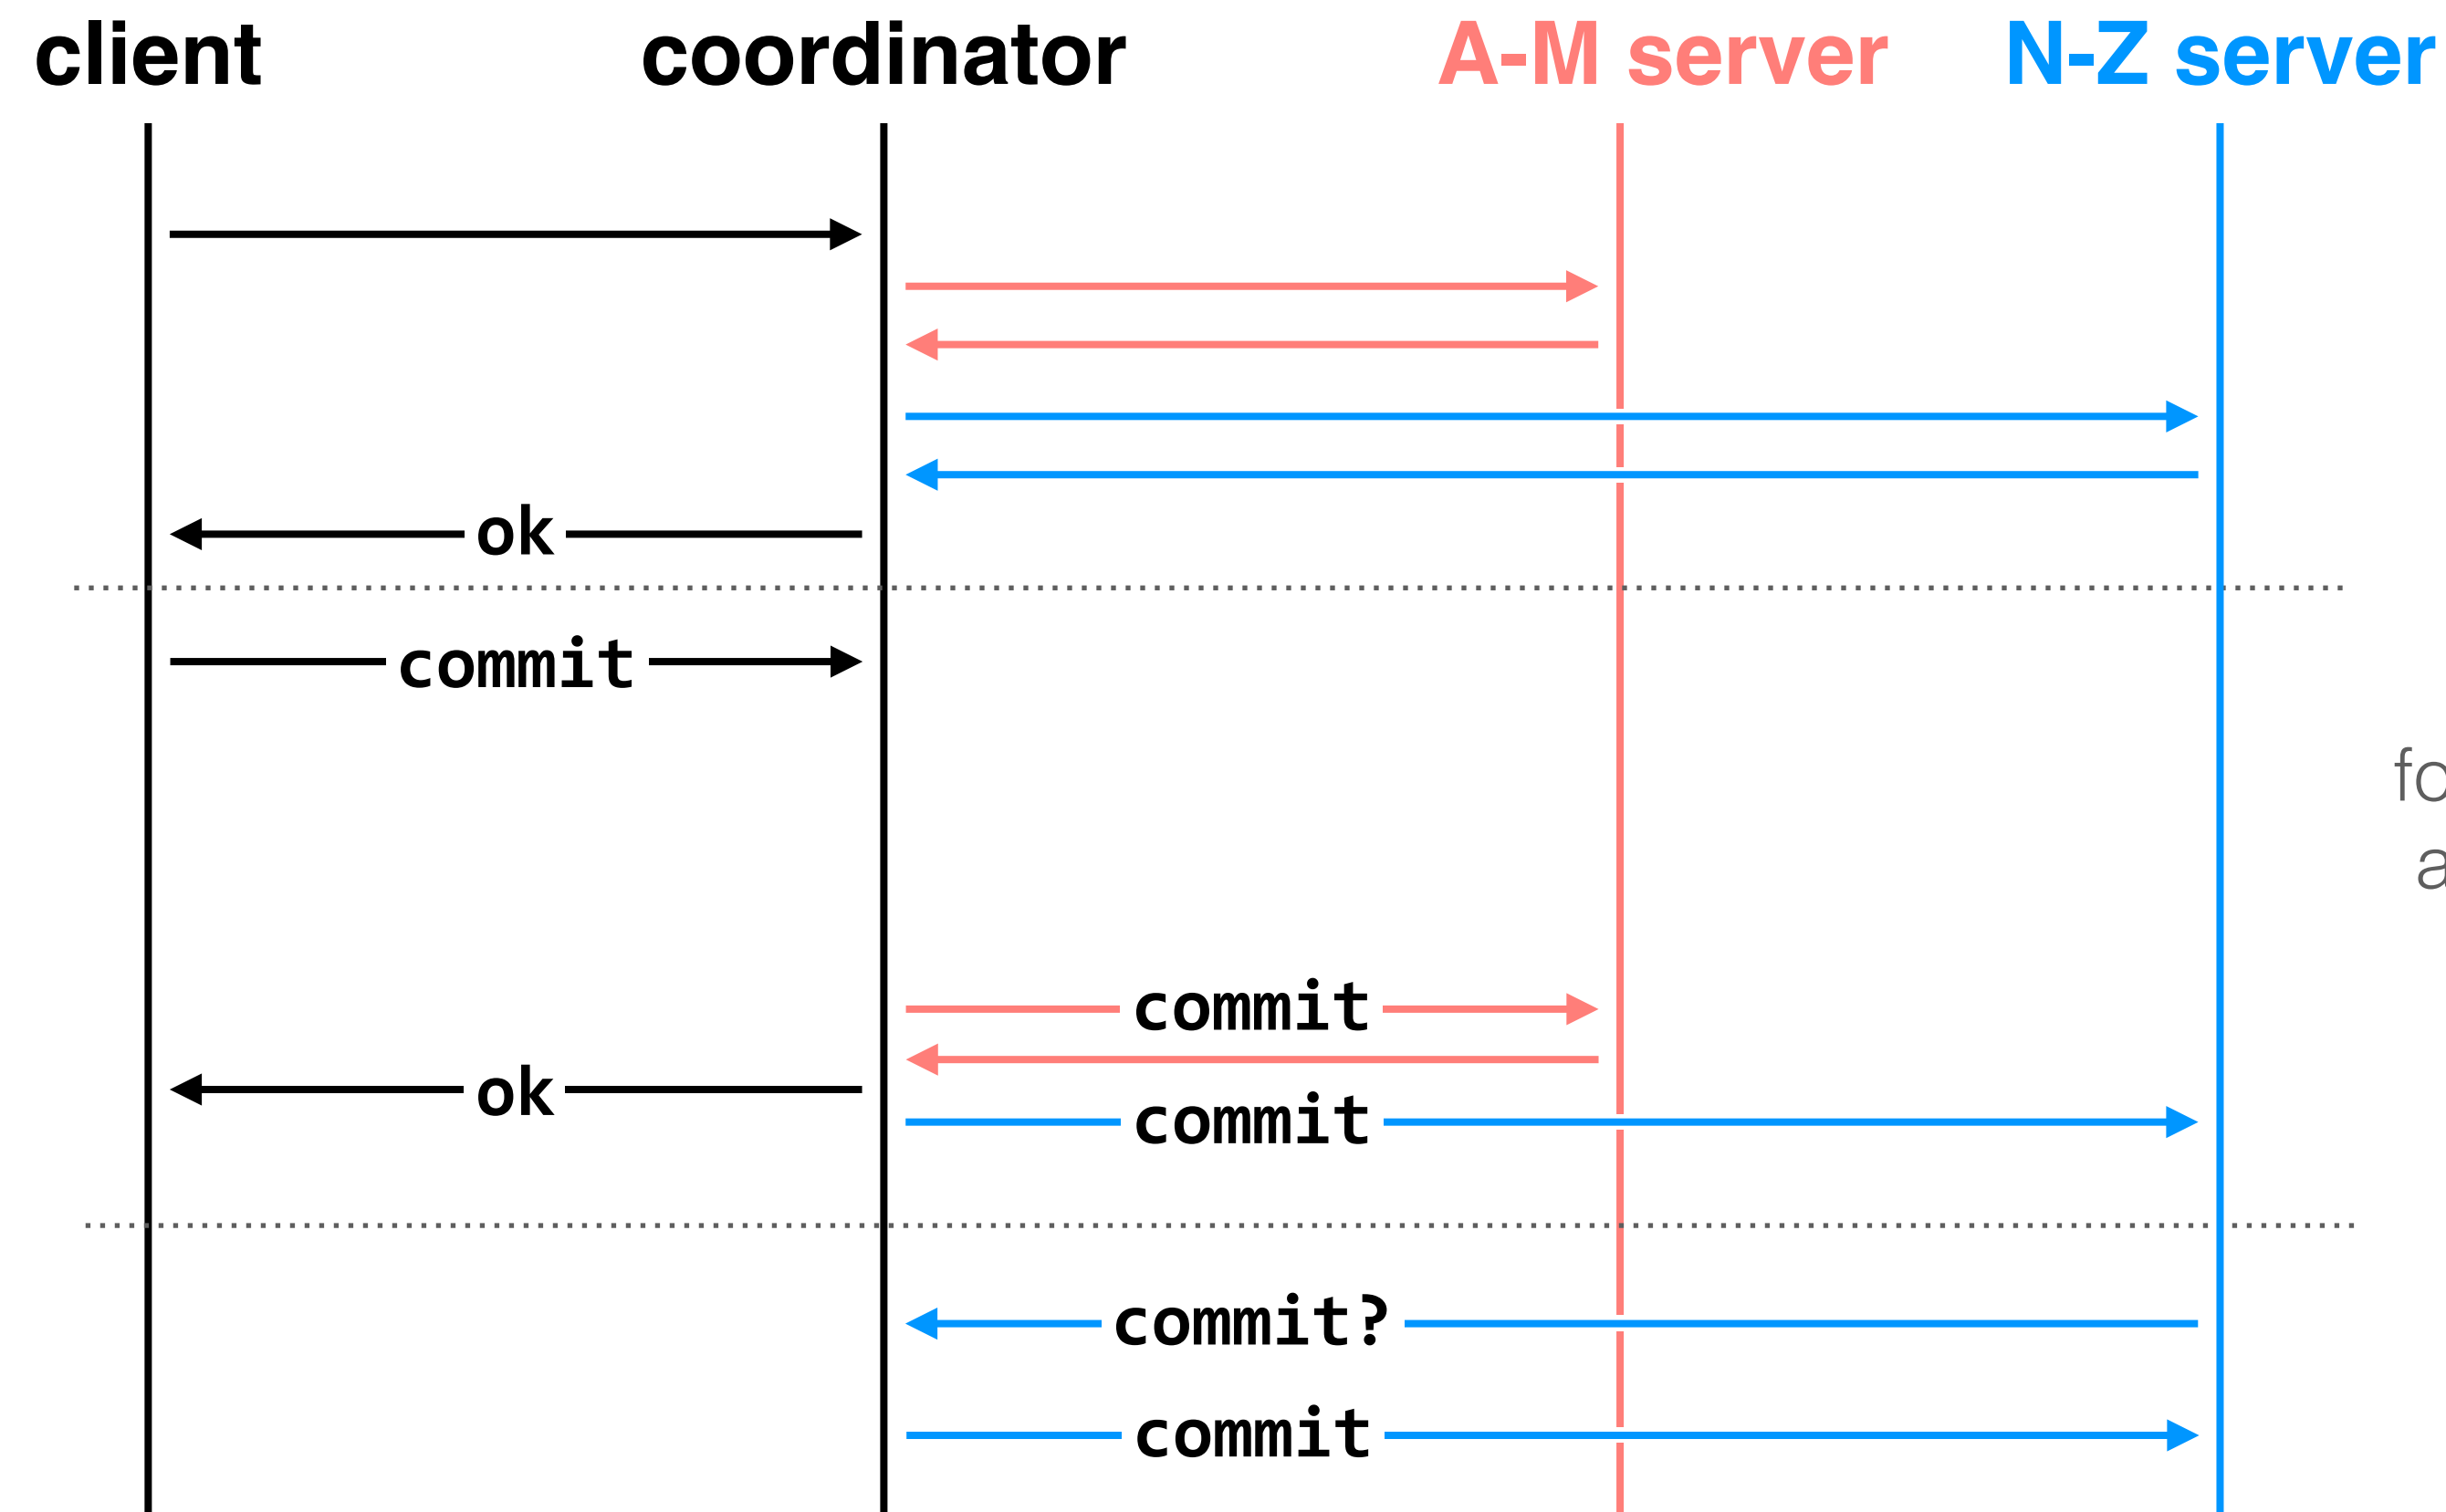 client coordinator A-M server N-Z server
ok
commit
commit
ok
commit
commit?
commit